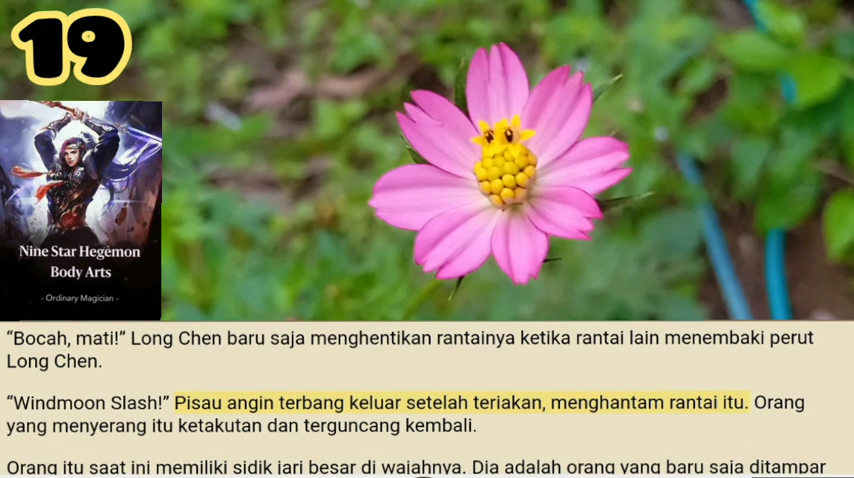 19
Nine Star Hegemon
Body Arts
- Ordinary Magician -
“Bocah, mati!” Long Chen baru saja menghentikan rantainya ketika rantai lain menembaki perut
Long Chen.
“Windmoon Slash!” Pisau angin terbang keluar setelah teriakan, menghantam rantai itu. Orang
yang menyerang itu ketakutan dan terguncang kembali.
Orang itu saat ini memiliki sidik jari besar di wajahnya. Dia adalah orang yang baru saja ditampar